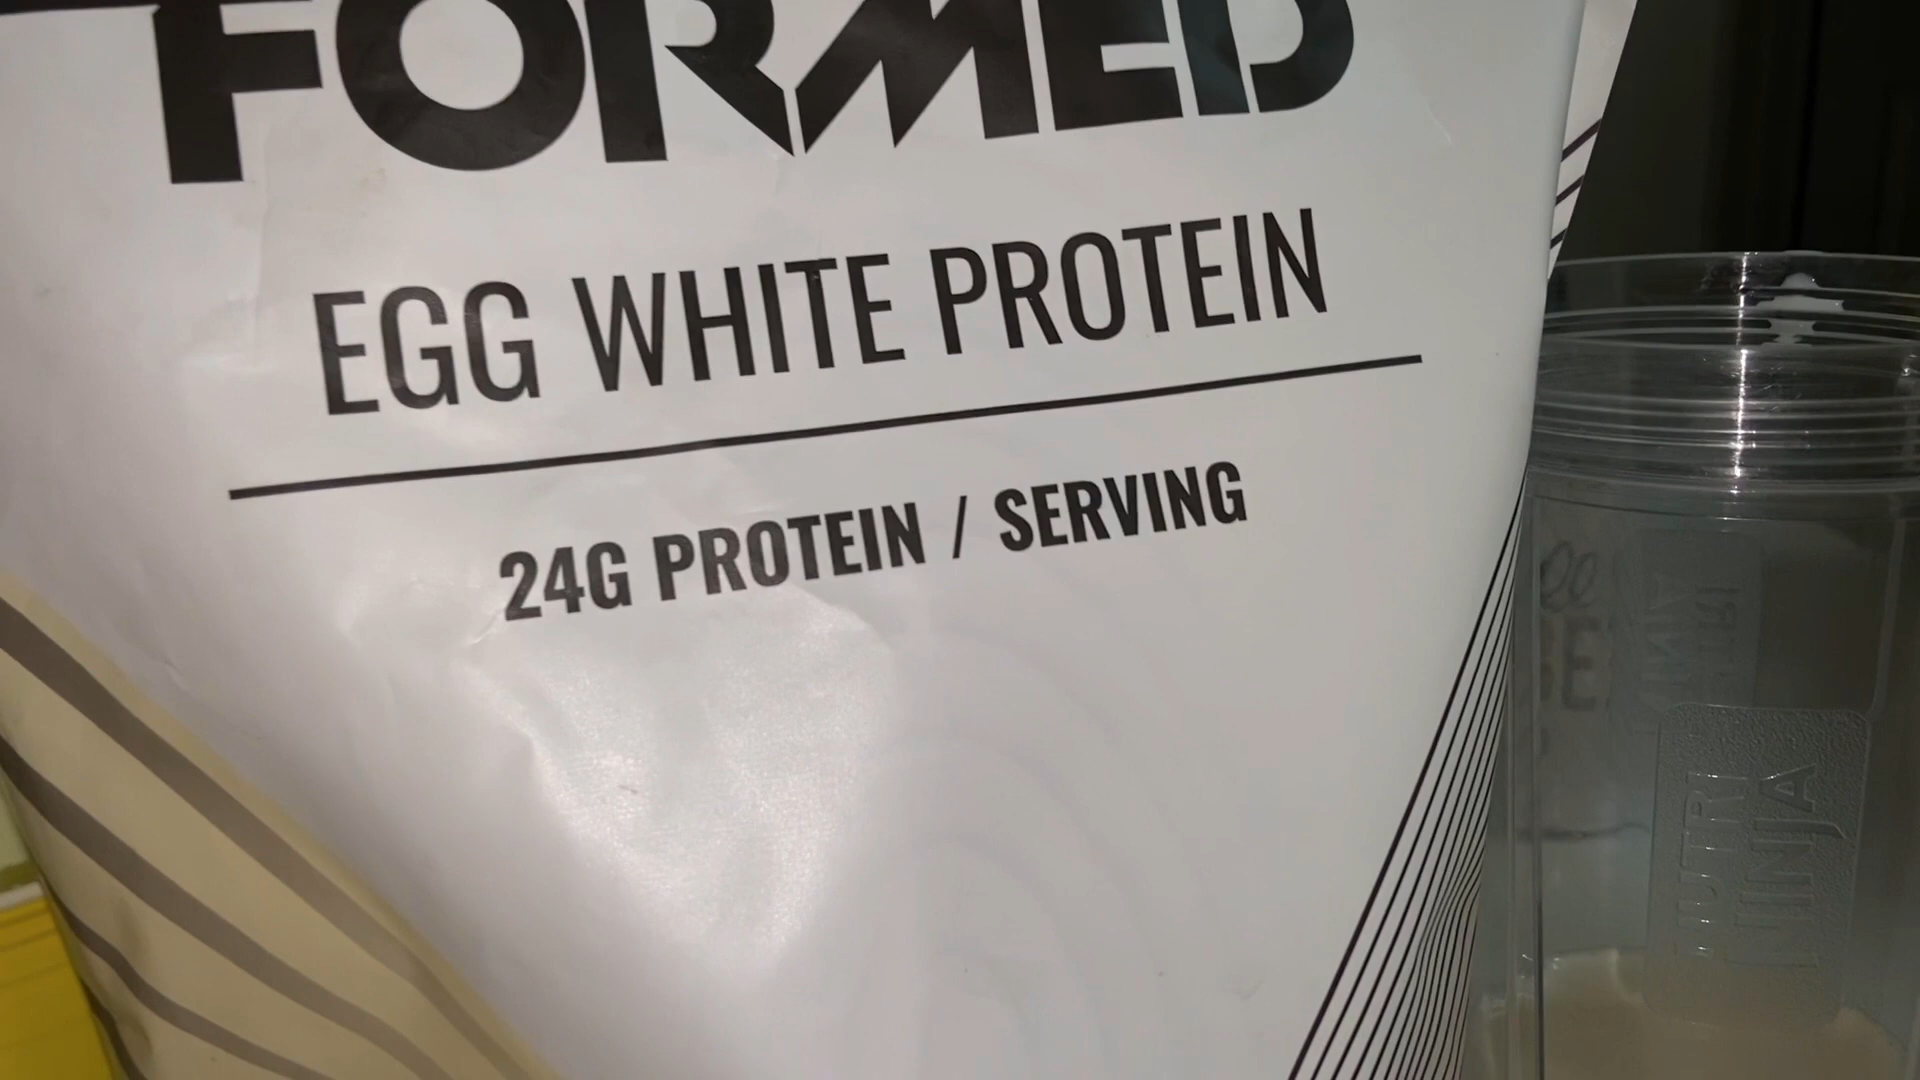 FORMED
EGG WHITE PROTEIN
24G PROTEIN / SERVING
NUTRI
NINJA